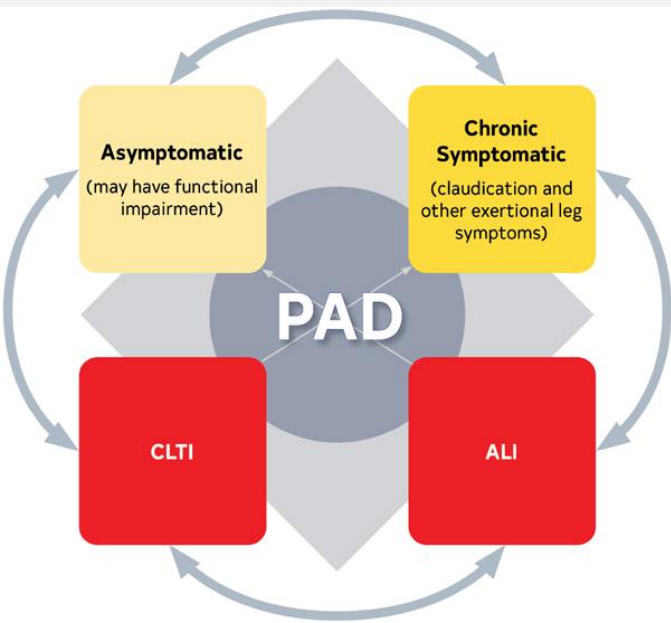 Asymptomatic
(may have functional
impairment)
Chronic
Symptomatic
(claudication and
other exertional leg
symptoms)
PAD
CLTI
ALI